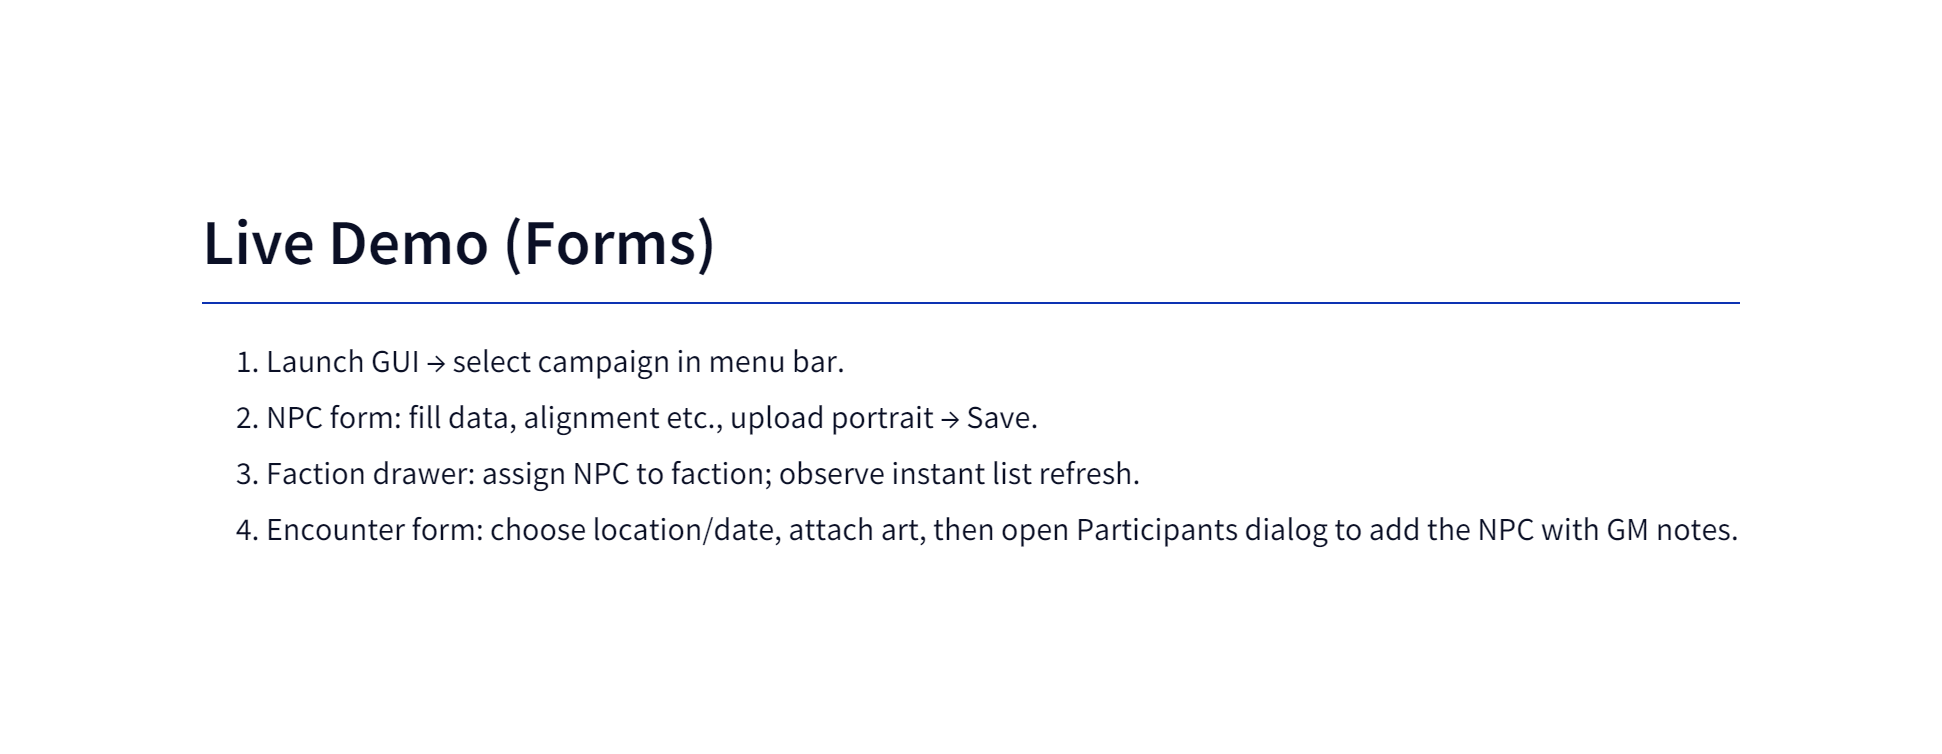 Live Demo (Forms)
1. Launch GUI → select campaign in menu bar.
2. NPC form: fill data, alignment etc., upload portrait → Save.
3. Faction drawer: assign NPC to faction; observe instant list refresh.
4. Encounter form: choose location/date, attach art, then open Participants dialog to add the NPC with GM notes.